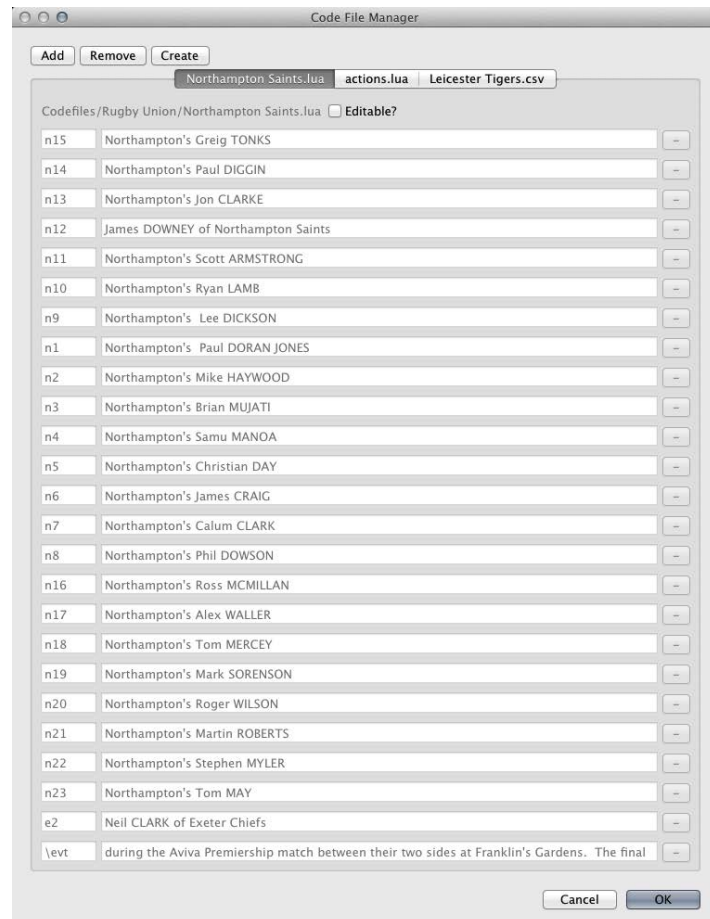 Code File Manager
Add Remove Create
Northampton Saints.lua actions.lua Leicester Tigers.csv
Codefiles/Rugby Union/Northampton Saints.lua Editable?
n15 Northampton's Greig TONKS –
n14 Northampton's Paul DIGGIN –
n13 Northampton's Jon CLARKE –
n12 James DOWNEY of Northampton Saints –
n11 Northampton's Scott ARMSTRONG –
n10 Northampton's Ryan LAMB –
n9 Northampton's  Lee DICKSON –
n1 Northampton's  Paul DORAN JONES –
n2 Northampton's Mike HAYWOOD –
n3 Northampton's Brian MUJATI –
n4 Northampton's Samu MANOA –
n5 Northampton's Christian DAY –
n6 Northampton's James CRAIG –
n7 Northampton's Calum CLARK –
n8 Northampton's Phil DOWSON –
n16 Northampton's Ross MCMILLAN –
n17 Northampton's Alex WALLER –
n18 Northampton's Tom MERCEY –
n19 Northampton's Mark SORENSON –
n20 Northampton's Roger WILSON –
n21 Northampton's Martin ROBERTS –
n22 Northampton's Stephen MYLER –
n23 Northampton's Tom MAY –
e2 Neil CLARK of Exeter Chiefs –
\evt during the Aviva Premiership match between their two sides at Franklin's Gardens.  The final –
Cancel OK